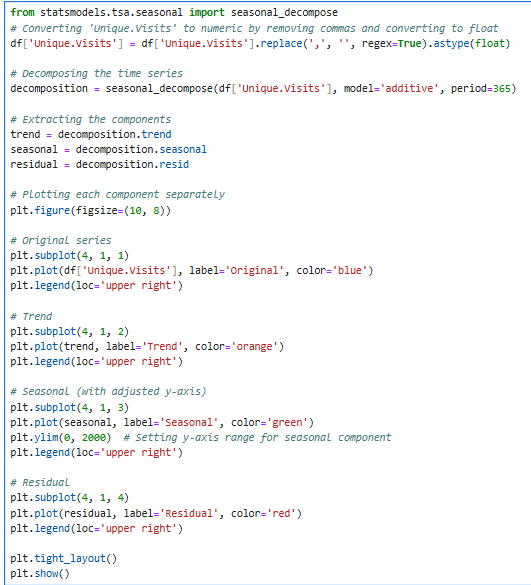 from statsmodels.tsa.seasonal import seasonal_decompose
# Converting 'Unique.Visits' to numeric by removing commas and converting to float
df['Unique.Visits'] = df['Unique.Visits'].replace(',', '', regex=True).astype(float)

# Decomposing the time series
decomposition = seasonal_decompose(df['Unique.Visits'], model='additive', period=365)

# Extracting the components
trend = decomposition.trend
seasonal = decomposition.seasonal
residual = decomposition.resid

# Plotting each component separately
plt.figure(figsize=(10, 8))

# Original series
plt.subplot(4, 1, 1)
plt.plot(df['Unique.Visits'], label='Original', color='blue')
plt.legend(loc='upper right')

# Trend
plt.subplot(4, 1, 2)
plt.plot(trend, label='Trend', color='orange')
plt.legend(loc='upper right')

# Seasonal (with adjusted y-axis)
plt.subplot(4, 1, 3)
plt.plot(seasonal, label='Seasonal', color='green')
plt.ylim(0, 2000)  # Setting y-axis range for seasonal component
plt.legend(loc='upper right')

# Residual
plt.subplot(4, 1, 4)
plt.plot(residual, label='Residual', color='red')
plt.legend(loc='upper right')

plt.tight_layout()
plt.show()